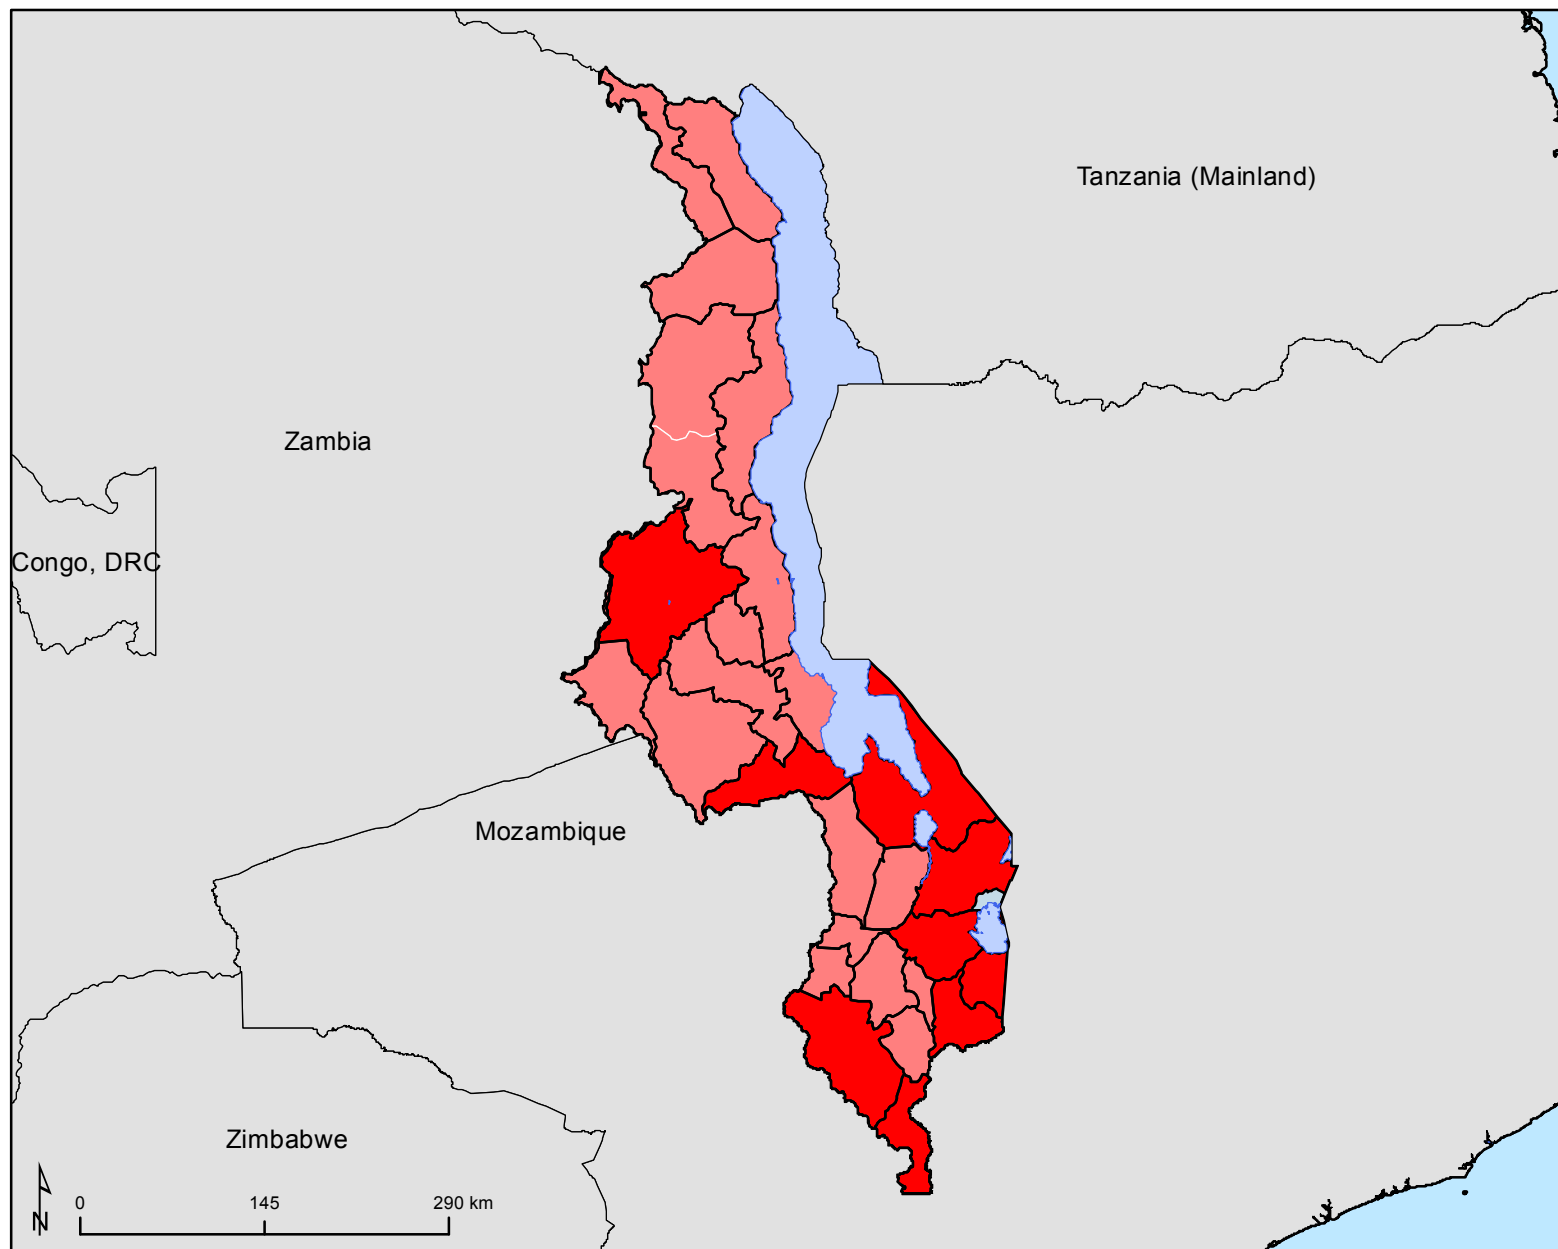 Tanzania (Mainland)
Zambia
Congo, DRC
Mozambique
Zimbabwe
N
0 145 290 km